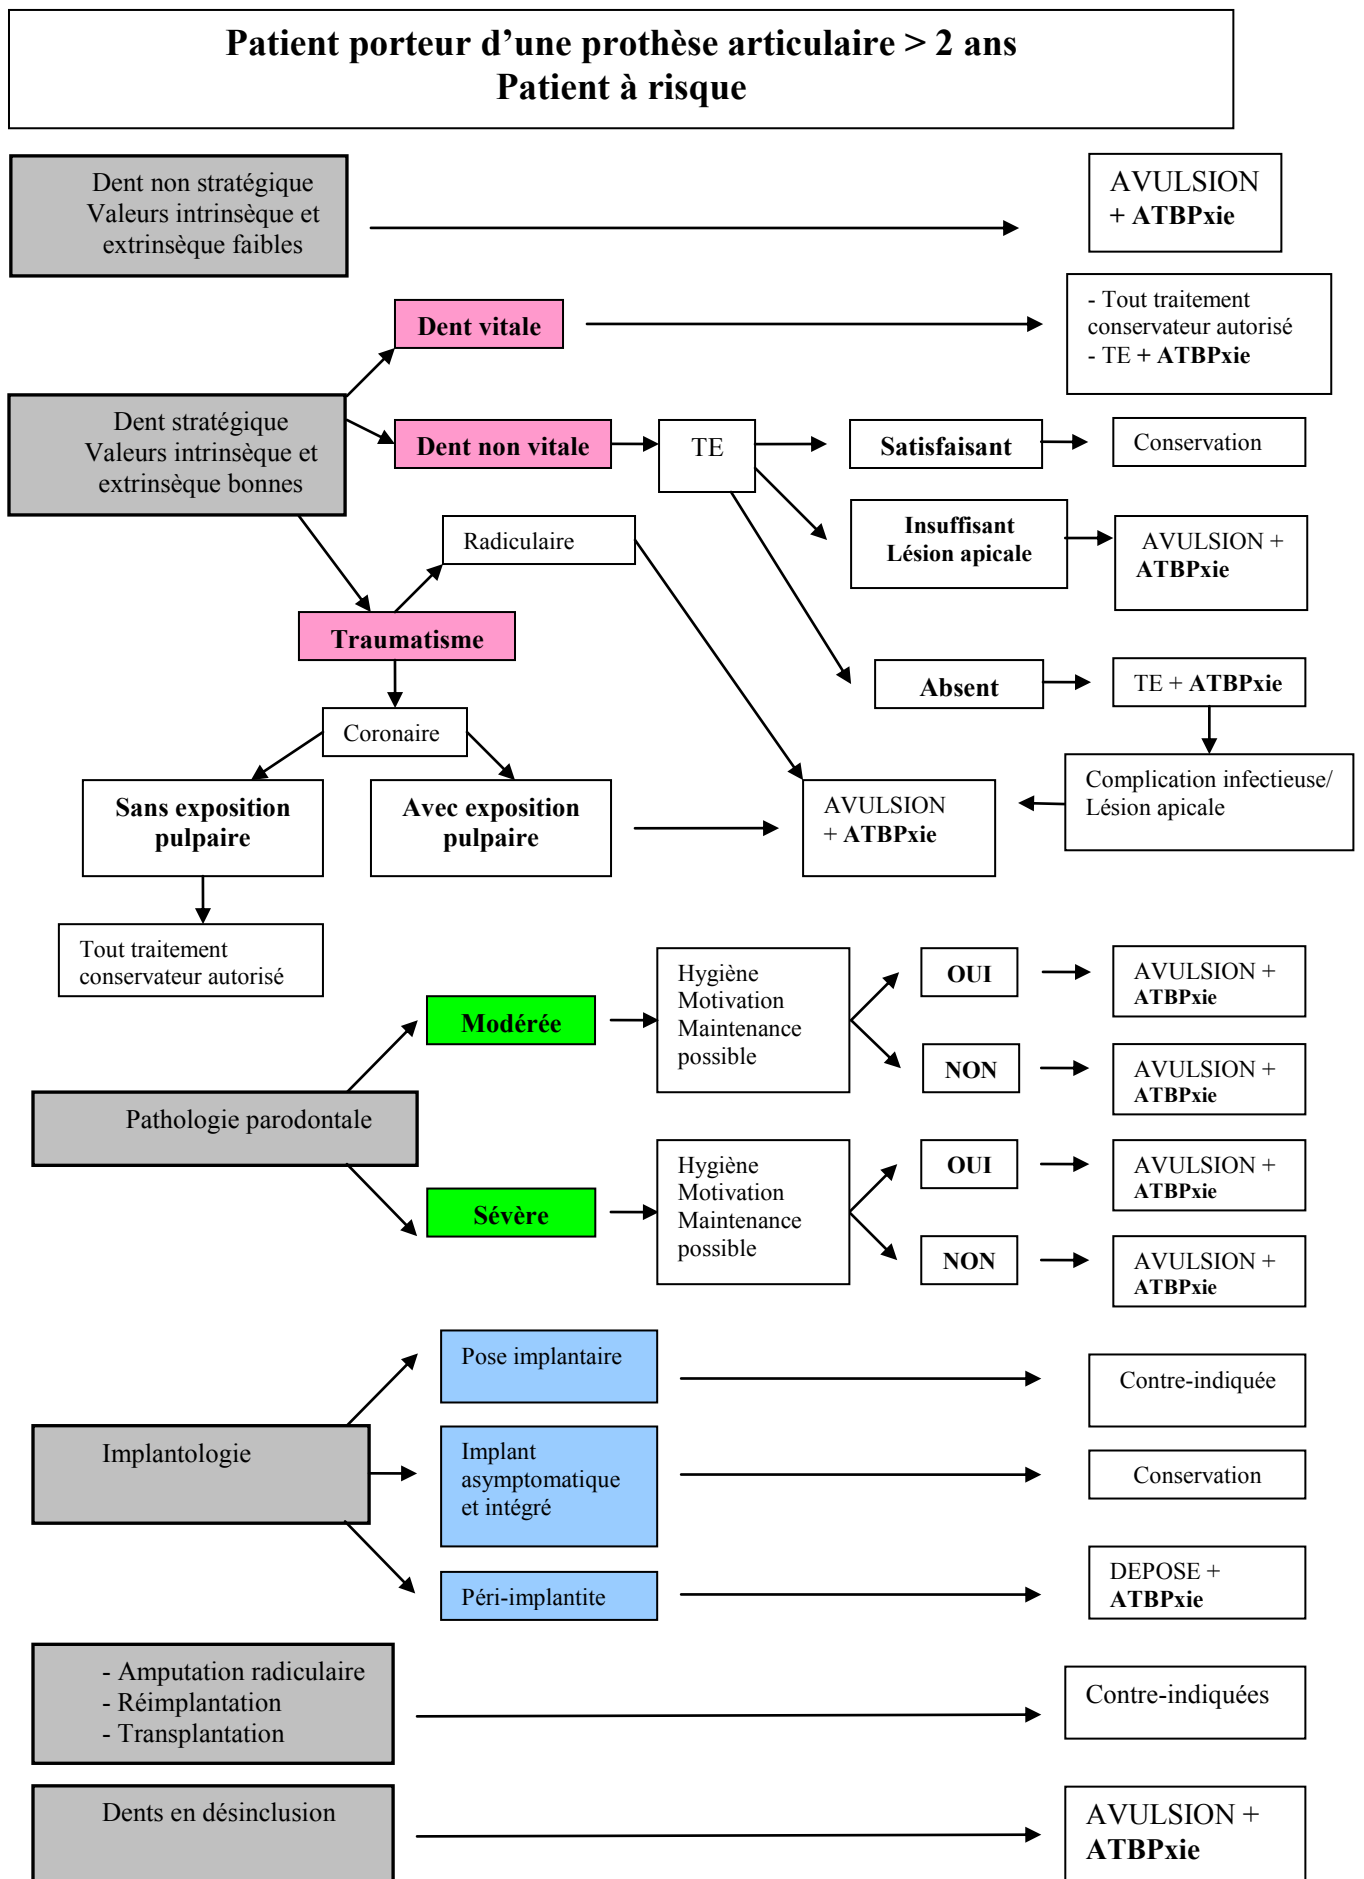 Patient porteur d’une prothèse articulaire > 2 ans
Patient à risque
Dent non stratégique
Valeurs intrinsèque et
extrinsèque faibles
AVULSION
+ ATBPxie
Dent vitale
- Tout traitement
conservateur autorisé
- TE + ATBPxie
Dent stratégique
Valeurs intrinsèque et
extrinsèque bonnes
Dent non vitale
TE
Satisfaisant
Conservation
Insuffisant
Lésion apicale
AVULSION +
ATBPxie
Radiculaire
Traumatisme
Absent
TE + ATBPxie
Coronaire
Complication infectieuse/
Lésion apicale
Sans exposition
pulpaire
Avec exposition
pulpaire
AVULSION
+ ATBPxie
Tout traitement
conservateur autorisé
Pathologie parodontale
Modérée
Hygiène
Motivation
Maintenance
possible
OUI
AVULSION +
ATBPxie
NON
AVULSION +
ATBPxie
Sévère
Hygiène
Motivation
Maintenance
possible
OUI
AVULSION +
ATBPxie
NON
AVULSION +
ATBPxie
Implantologie
Pose implantaire
Contre-indiquée
Implant
asymptomatique
et intégré
Conservation
Péri-implantite
DEPOSE +
ATBPxie
- Amputation radiculaire
- Réimplantation
- Transplantation
Contre-indiquées
Dents en désinclusion
AVULSION +
ATBPxie